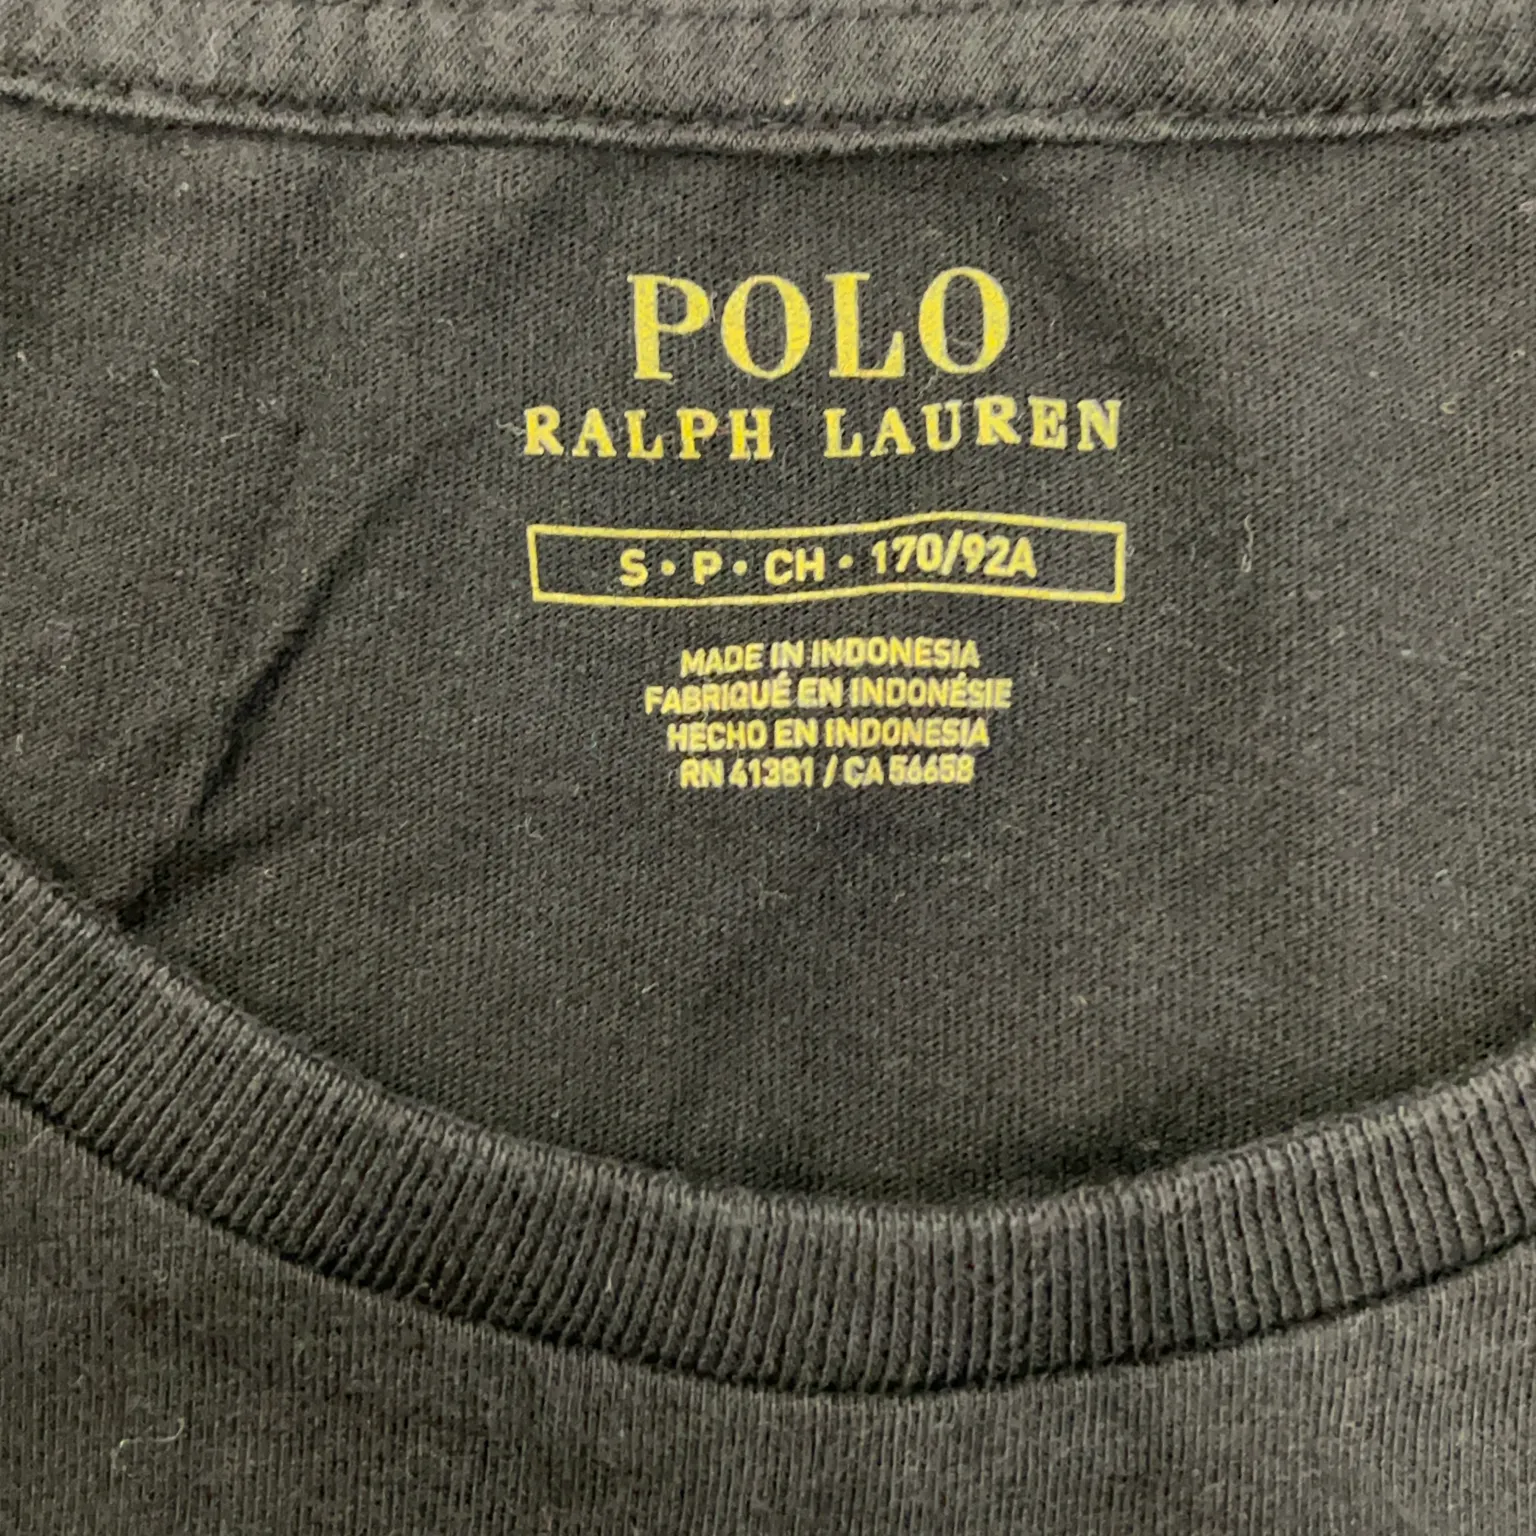 POLO
RALPH LAUREN
S • P • CH • 170/92A
MADE IN INDONESIA
FABRIQUÉ EN INDONÉSIE
HECHO EN INDONESIA
RN 41381 / CA 56658